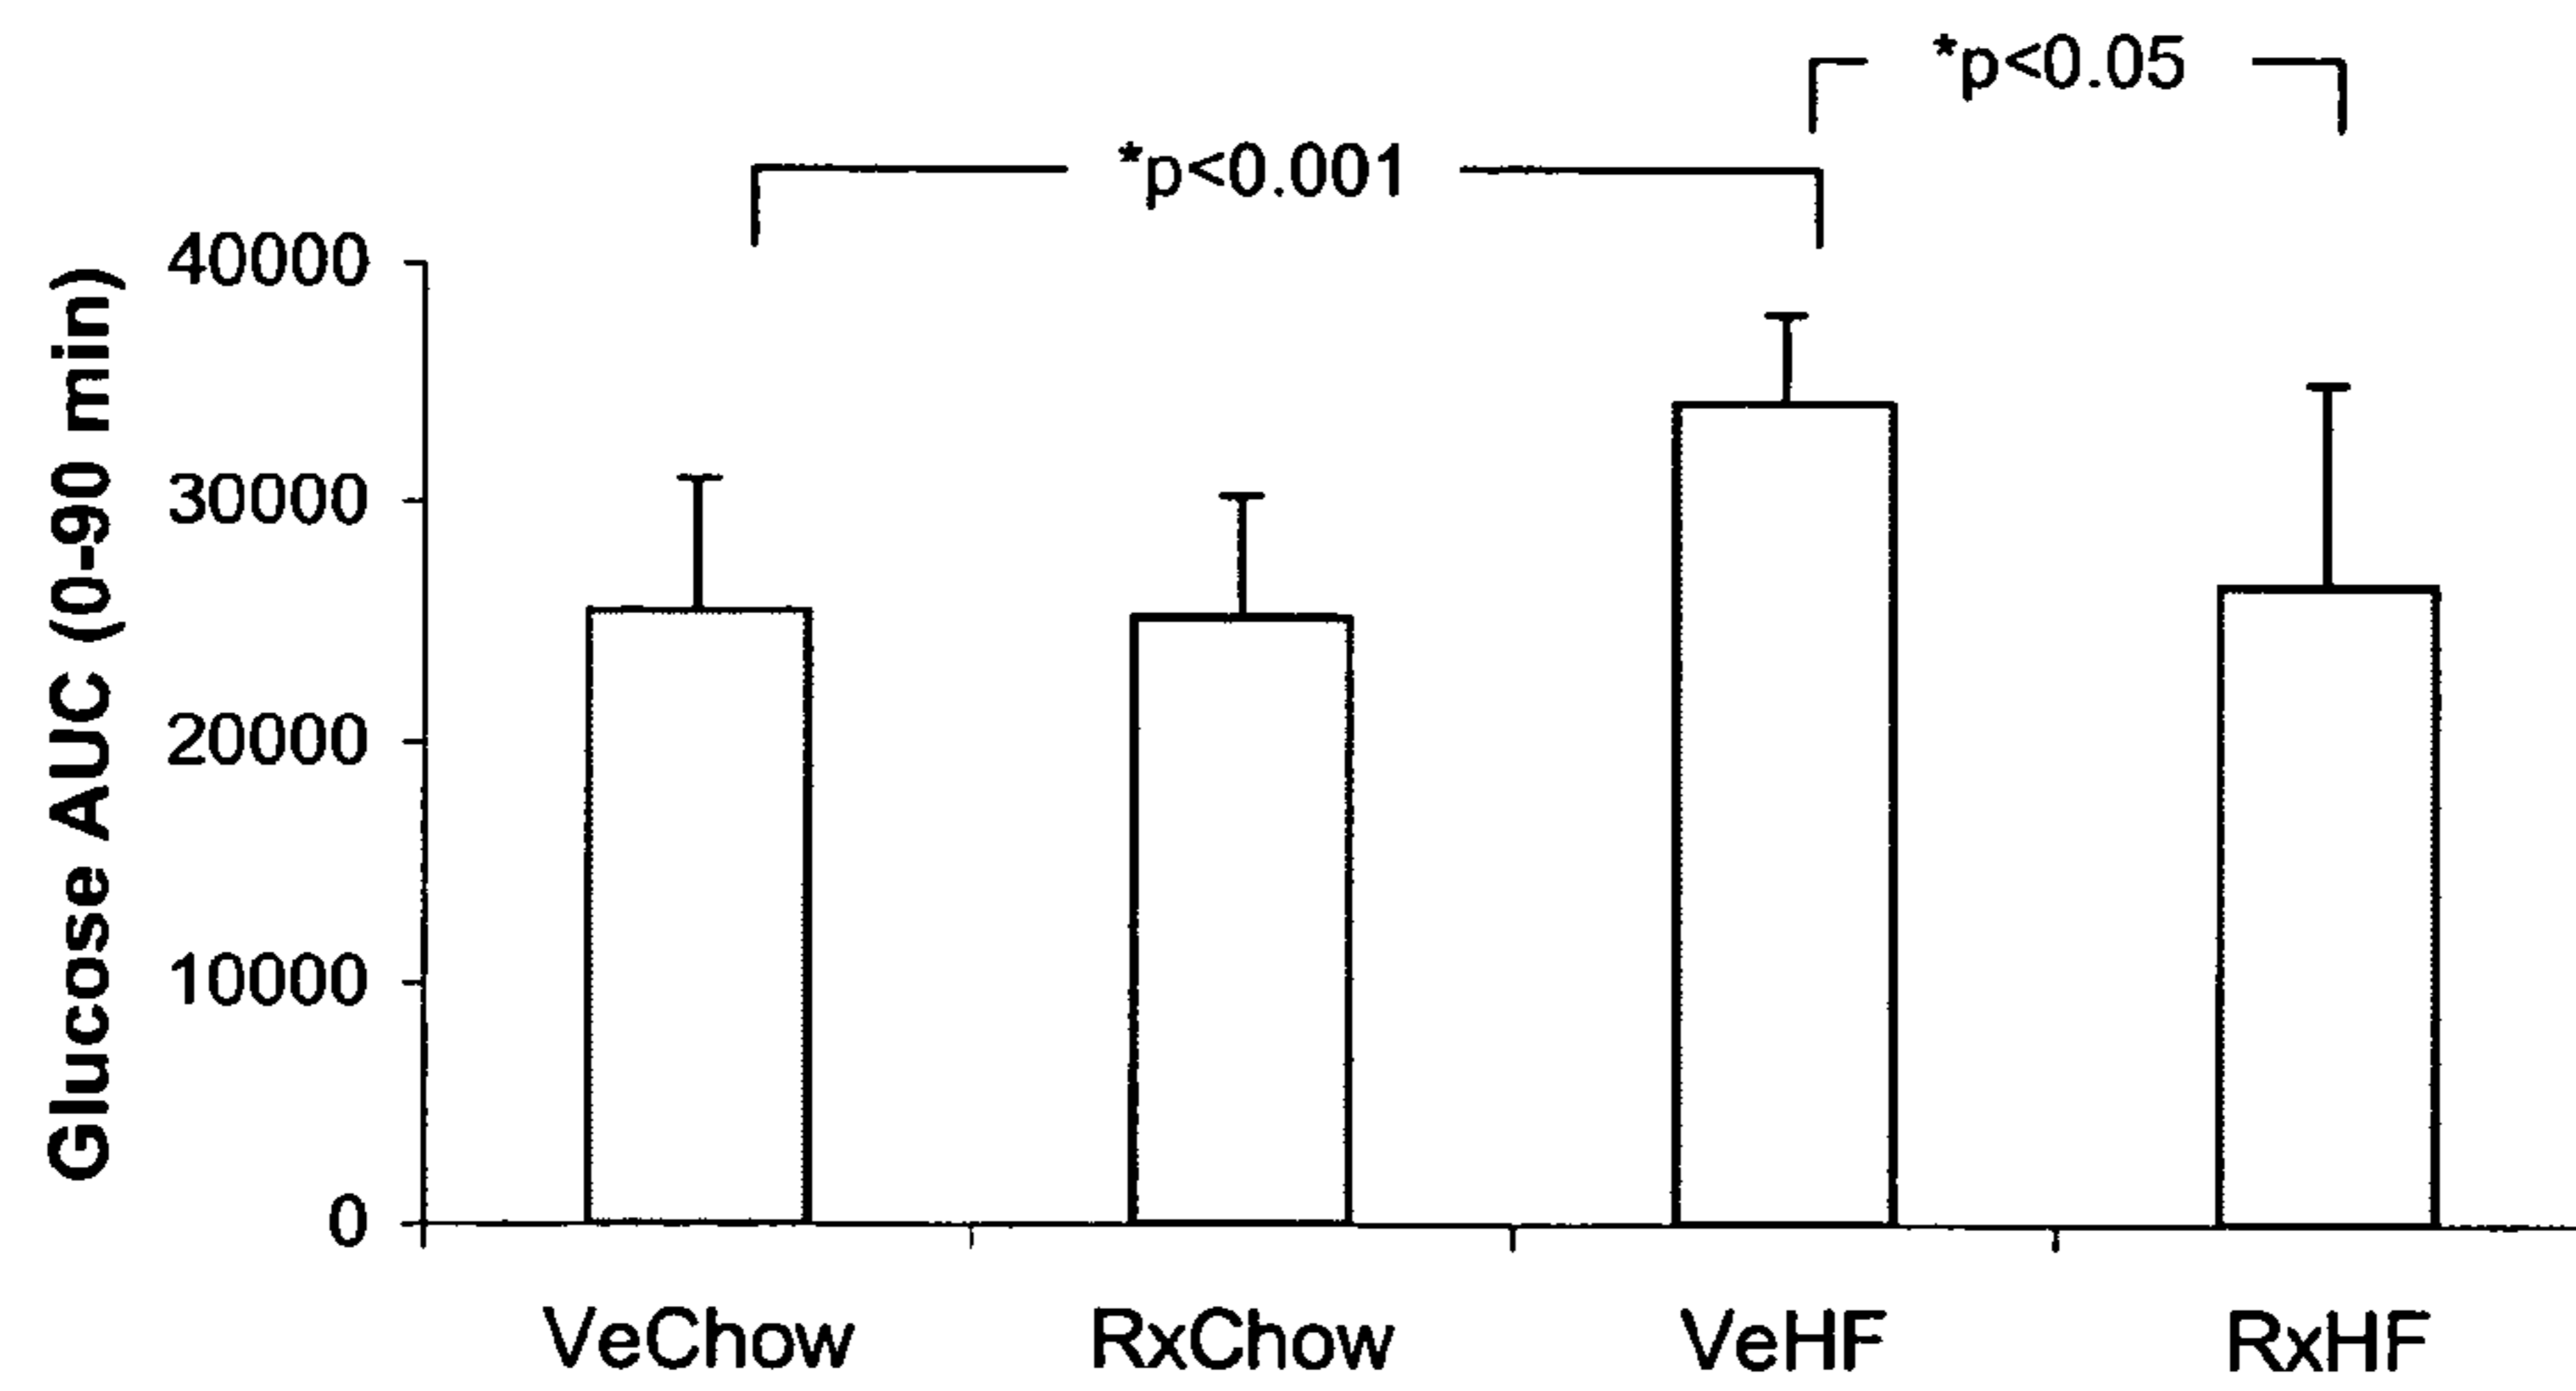 *p<0.05
*p<0.001
Glucose AUC (0-90 min)
40000
30000
20000
10000
0
VeChow RxChow VeHF RxHF